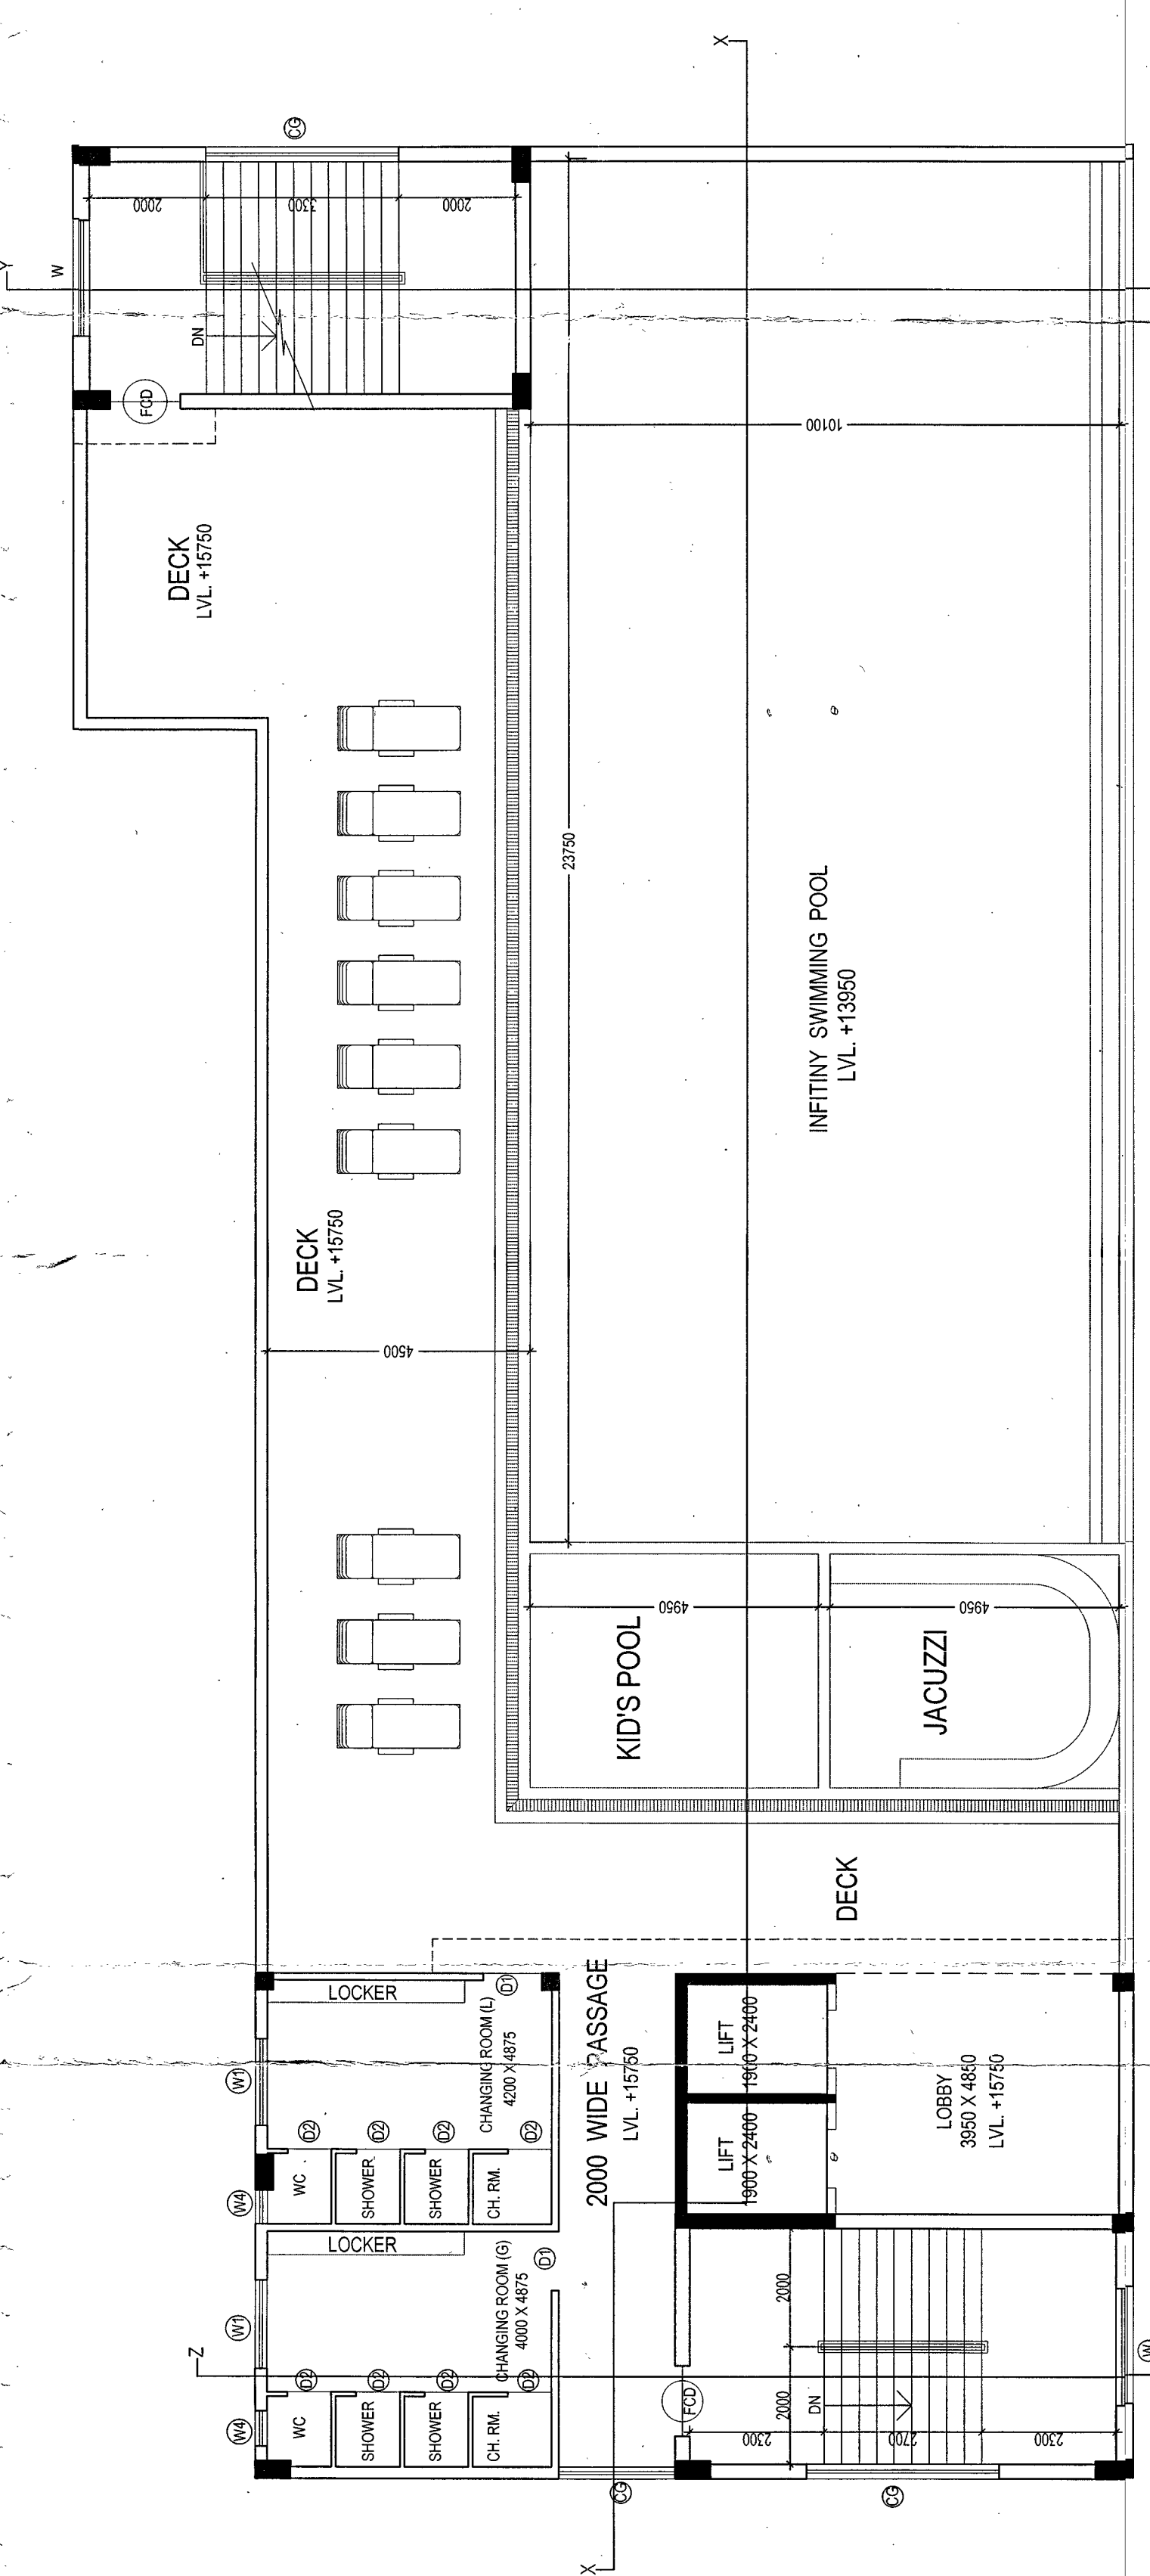 X
CG
Y
W
2000
3300
2000
DN
FCD
10100
DECK
LVL. +15750
23750
INFITINY SWIMMING POOL
LVL. +13950
DECK
LVL. +15750
4500
4950
4950
KID'S POOL
JACUZZI
DECK
LOCKER
D1
CHANGING ROOM (L)
4200 X 4875
W1
D2
D2
D2
D2
WC
SHOWER
SHOWER
CH. RM.
W4
2000 WIDE PASSAGE
LVL. +15750
LIFT
1900 X 2400
LIFT
1900 X 2400
LOBBY
3950 X 4850
LVL. +15750
LOCKER
D1
CHANGING ROOM (G)
4000 X 4875
W1
Z
D2
D2
D2
D2
WC
SHOWER
SHOWER
CH. RM.
W4
FCD
2000
2000
DN
2300
2700
2300
W
CG
CG
X